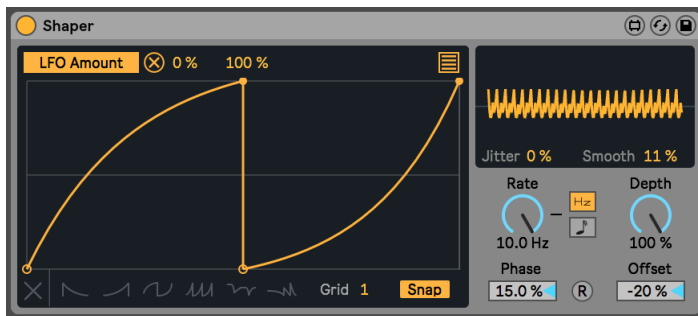 Shaper
LFO Amount 0 % 100 %
Jitter 0 % Smooth 11 %
Rate Depth
Hz
10.0 Hz 100 %
Phase Offset
15.0 % R -20 %
Grid 1 Snap